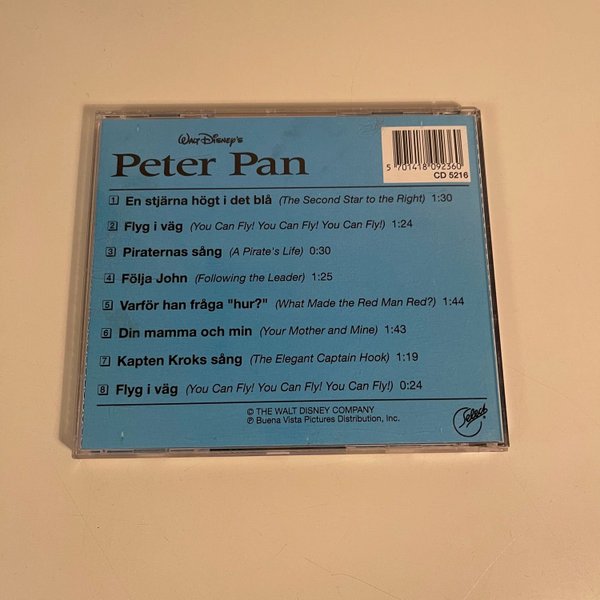 Walt Disney's
Peter Pan
5 701418 092360
CD 5216
1 En stjärna högt i det blå (The Second Star to the Right) 1:30
2 Flyg i väg (You Can Fly! You Can Fly! You Can Fly!) 1:24
3 Piraternas sång (A Pirate's Life) 0:30
4 Följa John (Following the Leader) 1:25
5 Varför han fråga "hur?" (What Made the Red Man Red?) 1:44
6 Din mamma och min (Your Mother and Mine) 1:43
7 Kapten Kroks sång (The Elegant Captain Hook) 1:19
8 Flyg i väg (You Can Fly! You Can Fly! You Can Fly!) 0:24
© THE WALT DISNEY COMPANY
℗ Buena Vista Pictures Distribution, Inc.
Select